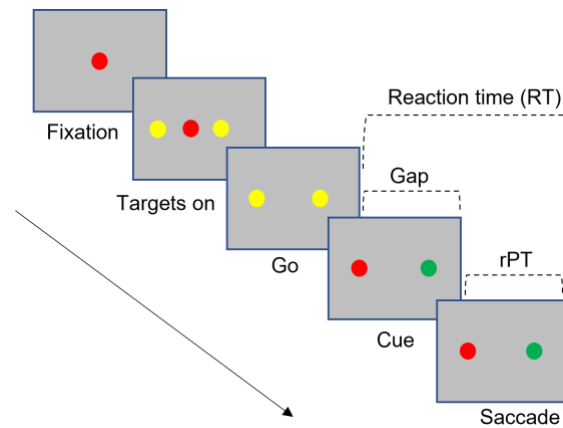 Fixation
Targets on
Go
Cue
Saccade
Reaction time (RT)
Gap
rPT